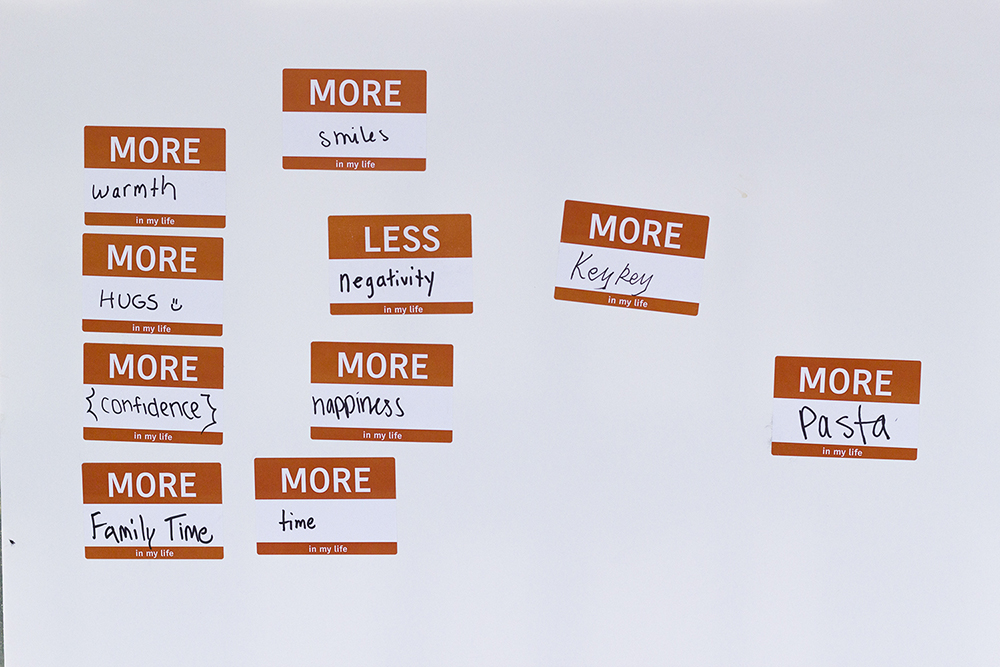 MORE
smiles
in my life
MORE
warmth
in my life
MORE
HUGS
in my life
MORE
{confidence}
in my life
MORE
Family Time
in my life
LESS
negativity
in my life
MORE
happiness
in my life
MORE
time
in my life
MORE
Keykey
in my life
MORE
Pasta
in my life